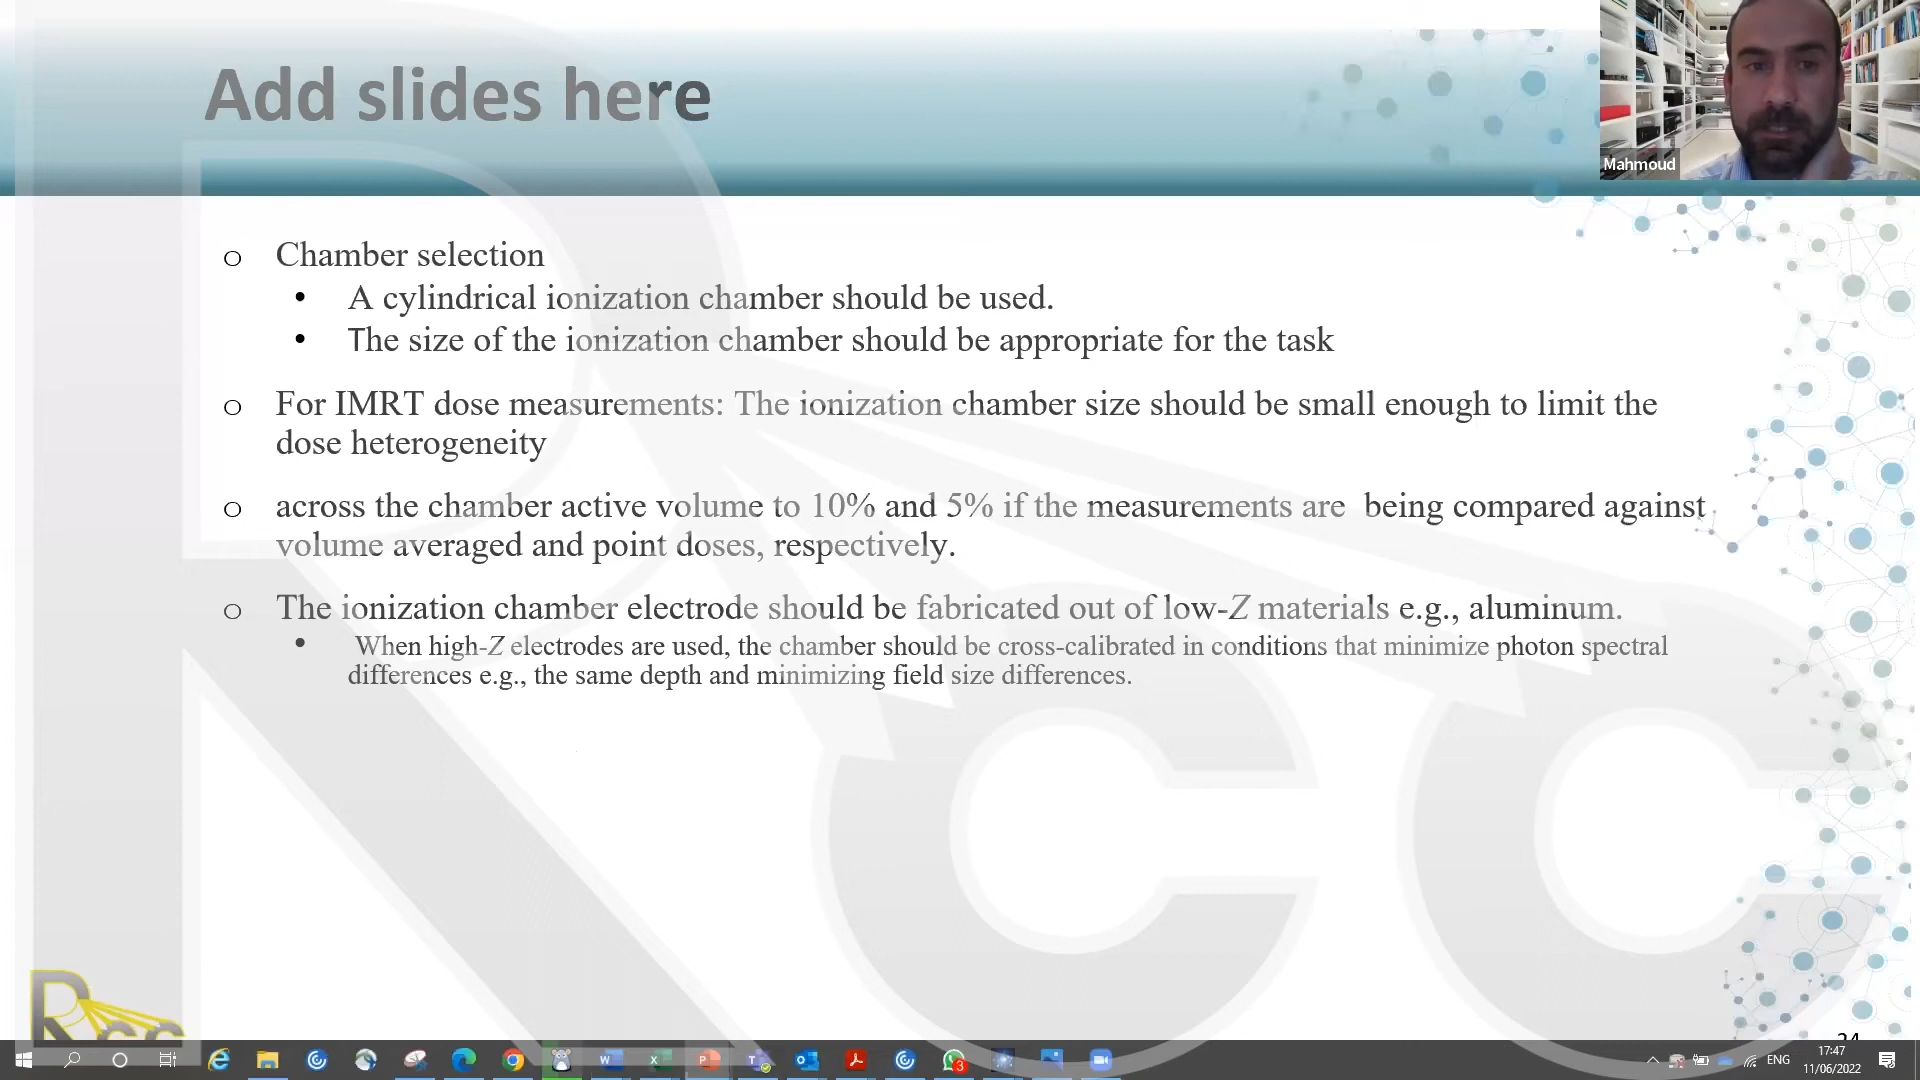 Add slides here
Mahmoud
o Chamber selection
• A cylindrical ionization chamber should be used.
• The size of the ionization chamber should be appropriate for the task
o For IMRT dose measurements: The ionization chamber size should be small enough to limit the
dose heterogeneity
o across the chamber active volume to 10% and 5% if the measurements are being compared against
volume averaged and point doses, respectively.
o The ionization chamber electrode should be fabricated out of low-Z materials e.g., aluminum.
• When high-Z electrodes are used, the chamber should be cross-calibrated in conditions that minimize photon spectral
differences e.g., the same depth and minimizing field size differences.
RCC
Rcc
24
3
ENG
17:47
11/06/2022